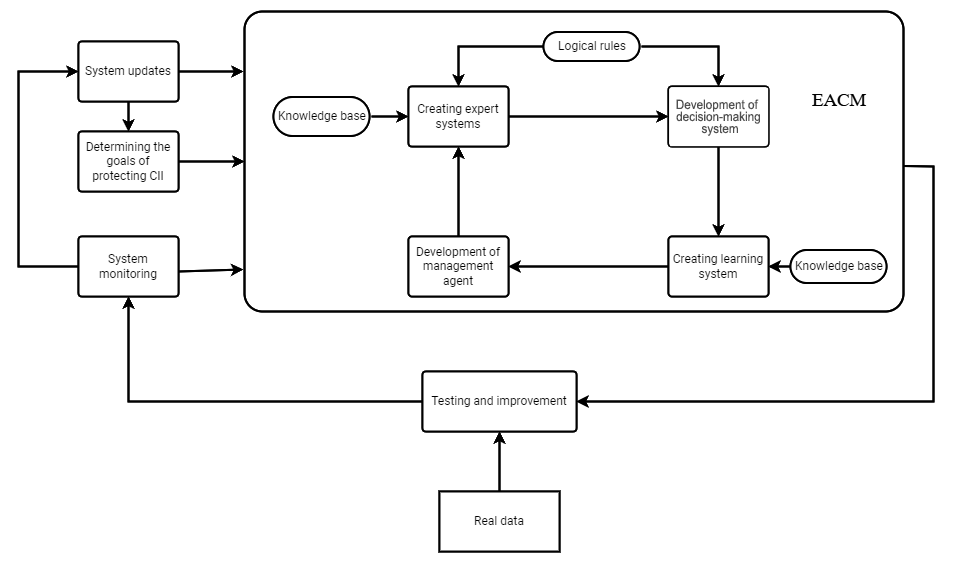 Logical rules
System updates
EACM
Creating expert
systems
Development of
decision-making
system
Knowledge base
Determining the
goals of
protecting CII
System
monitoring
Development of
management
agent
Creating learning
system
Knowledge base
Testing and improvement
Real data